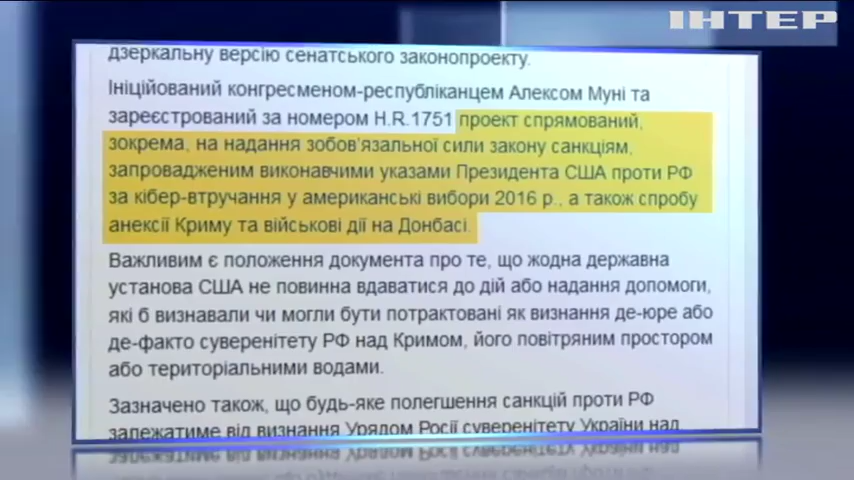 ІНТЕР
дзеркальну версію сенатського законопроекту.
Ініційований конгресменом-республіканцем Алексом Муні та
зареєстрований за номером H.R.1751 проект спрямований,
зокрема, на надання зобов'язальної сили закону санкціям,
запровадженим виконавчими указами Президента США проти РФ
за кібер-втручання у американські вибори 2016 р., а також спробу
анексії Криму та військові дії на Донбасі.
Важливим є положення документа про те, що жодна державна
установа США не повинна вдаватися до дій або надання допомоги,
які б визнавали чи могли бути потрактовані як визнання де-юре або
де-факто суверенітету РФ над Кримом, його повітряним простором
або територіальними водами.
Зазначено також, що будь-яке полегшення санкцій проти РФ
залежатиме від визнання Урядом Росії суверенітету України над